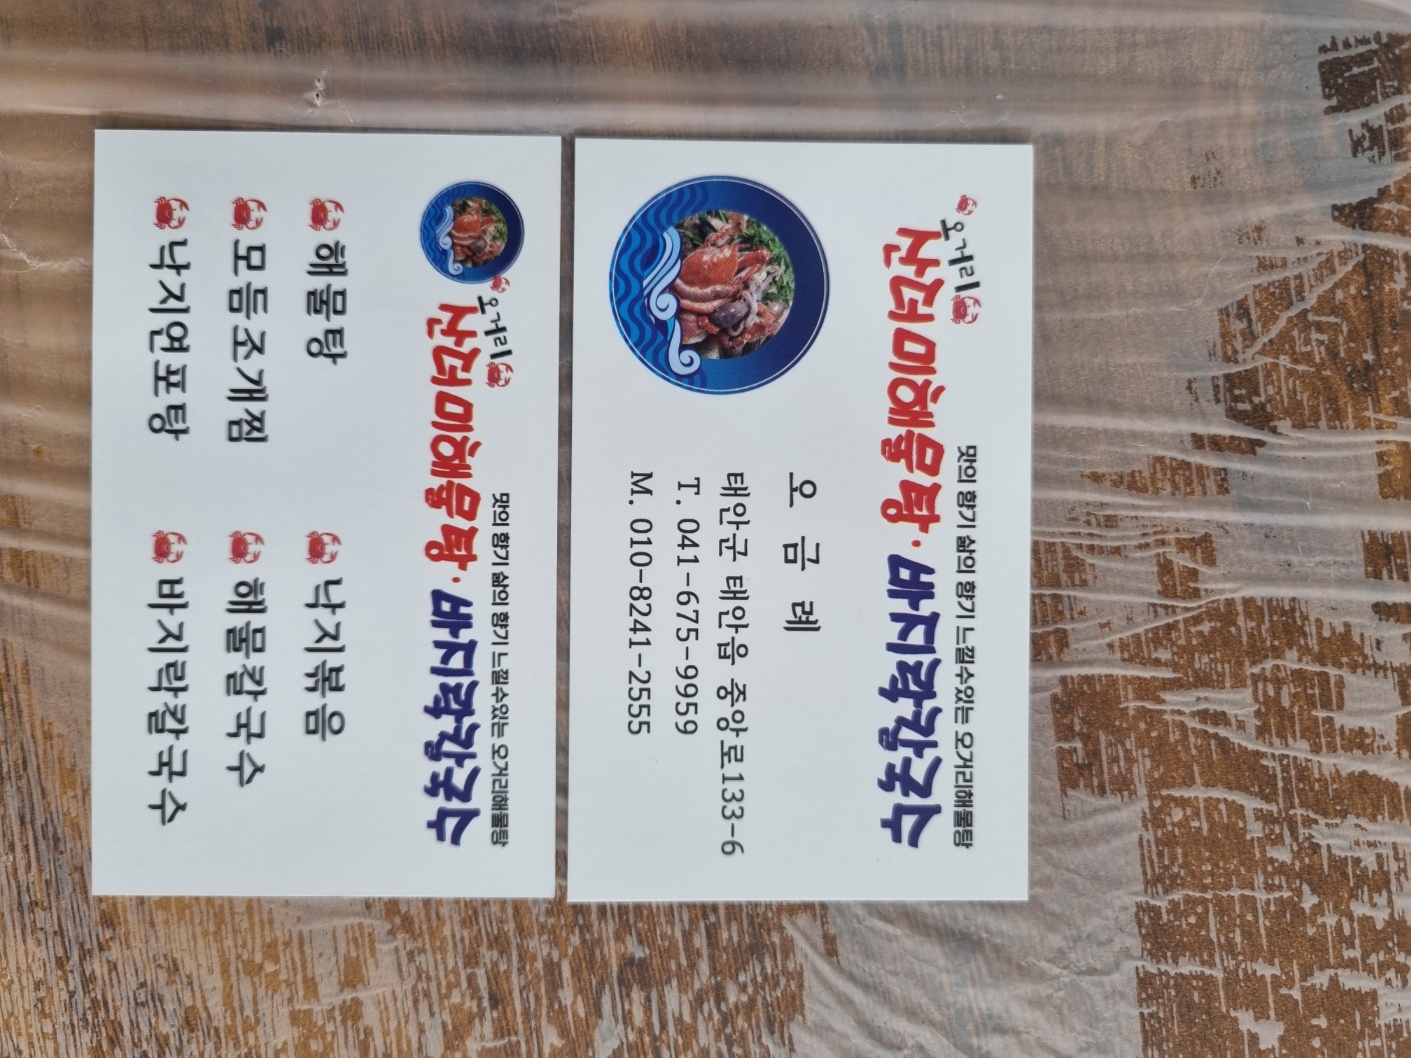 맛의 향기 삶의 향기 느낄수있는 오거리해물탕
오거리
산더미해물탕·바지락칼국수
오 금 례
태안군 태안읍 중앙로133-6
T. 041-675-9959
M. 010-8241-2555
맛의 향기 삶의 향기 느낄수있는 오거리해물탕
오거리
산더미해물탕·바지락칼국수
해물탕 낙지볶음
모듬조개찜 해물칼국수
낙지연포탕 바지락칼국수